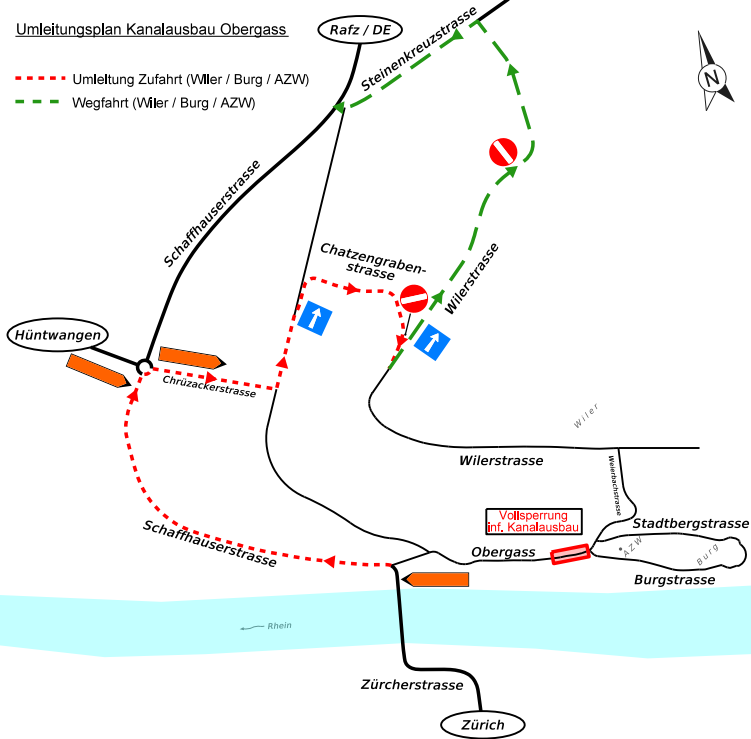 Umleitungsplan Kanalausbau Obergass
Rafz / DE
Umleitung Zufahrt (Wiler / Burg / AZW)
Wegfahrt (Wiler / Burg / AZW)
Steinenkreuzstrasse
N
Schaffhauserstrasse
Chatzengraben-
strasse
Wilerstrasse
Hüntwangen
Chrüzackerstrasse
Wiler
Wilerstrasse
Weierbachstrasse
Vollsperrung
inf. Kanalausbau
Stadtbergstrasse
Schaffhauserstrasse
Obergass
AZW
Burg
Burgstrasse
Rhein
Zürcherstrasse
Zürich